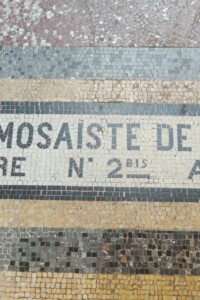 MOSAISTE DE
RE N° 2BIS A